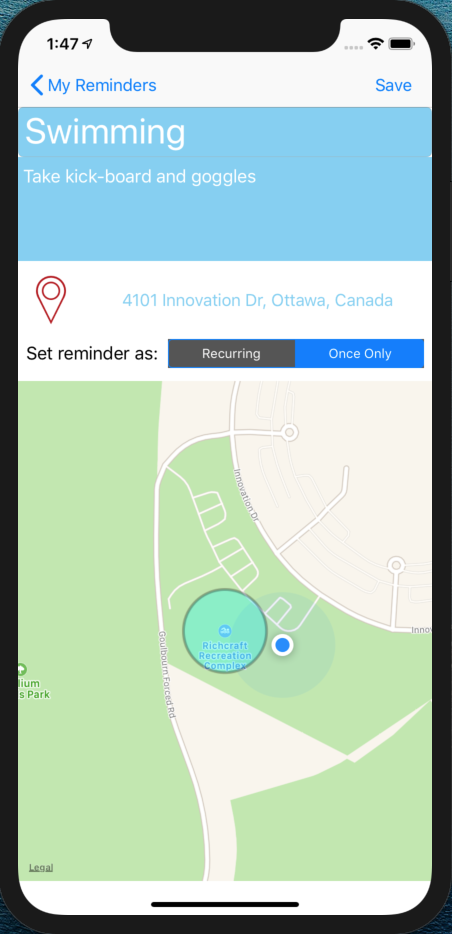 1:47
My Reminders
Save
Swimming
Take kick-board and goggles
4101 Innovation Dr, Ottawa, Canada
Set reminder as:
Recurring
Once Only
Innovation Dr
Innov
Richcraft
Recreation
Complex
Goulbourn Forced Rd
dium
s Park
Legal